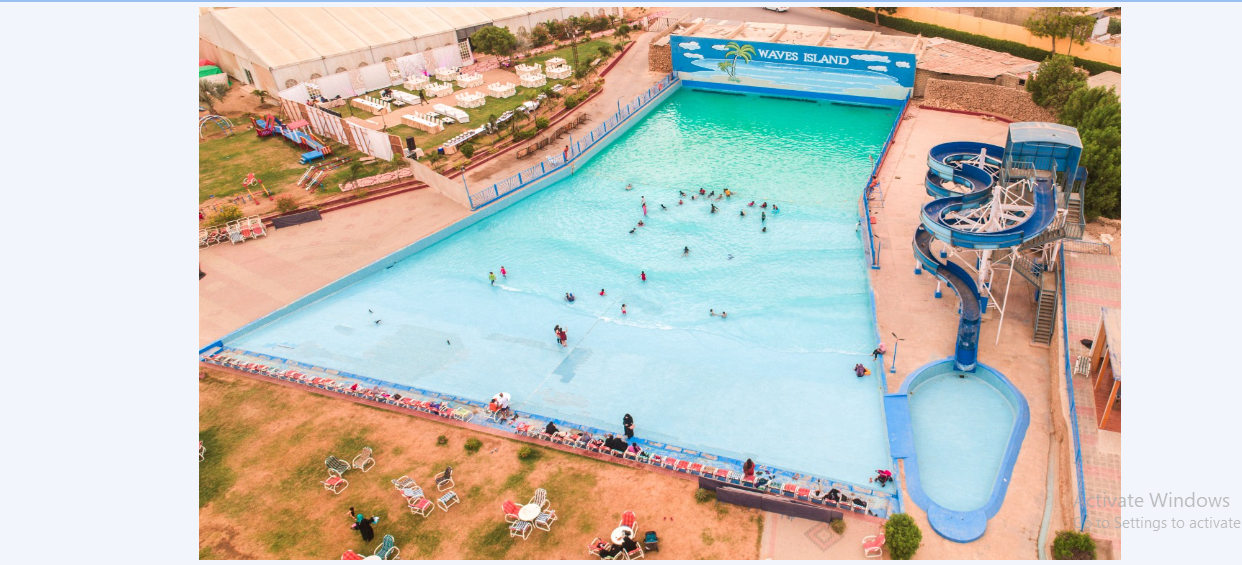 WAVES ISLAND
Activate Windows
to Settings to activate